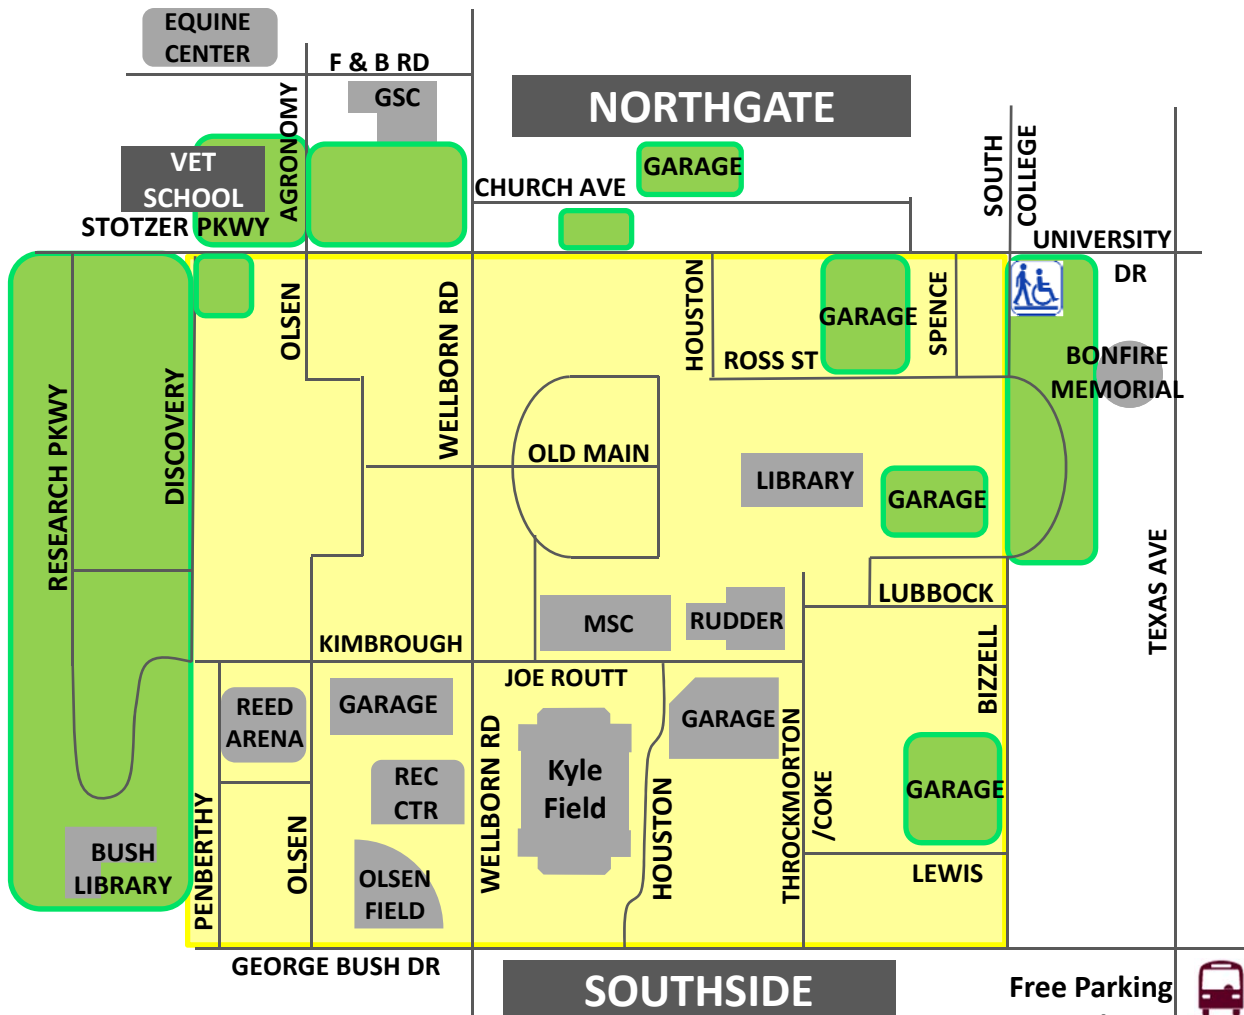 EQUINE
CENTER
F & B RD
GSC
AGRONOMY
NORTHGATE
SOUTH
COLLEGE
VET
SCHOOL
GARAGE
CHURCH AVE
STOTZER PKWY
UNIVERSITY
DR
OLSEN
WELLBORN RD
HOUSTON
GARAGE
SPENCE
ROSS ST
BONFIRE
MEMORIAL
RESEARCH PKWY
DISCOVERY
OLD MAIN
LIBRARY
GARAGE
TEXAS AVE
LUBBOCK
MSC
RUDDER
KIMBROUGH
JOE ROUTT
BIZZELL
REED
ARENA
GARAGE
GARAGE
WELLBORN RD
Kyle
Field
HOUSTON
THROCKMORTON
/COKE
REC
CTR
GARAGE
PENBERTHY
OLSEN
BUSH
LIBRARY
OLSEN
FIELD
LEWIS
GEORGE BUSH DR
SOUTHSIDE
Free Parking